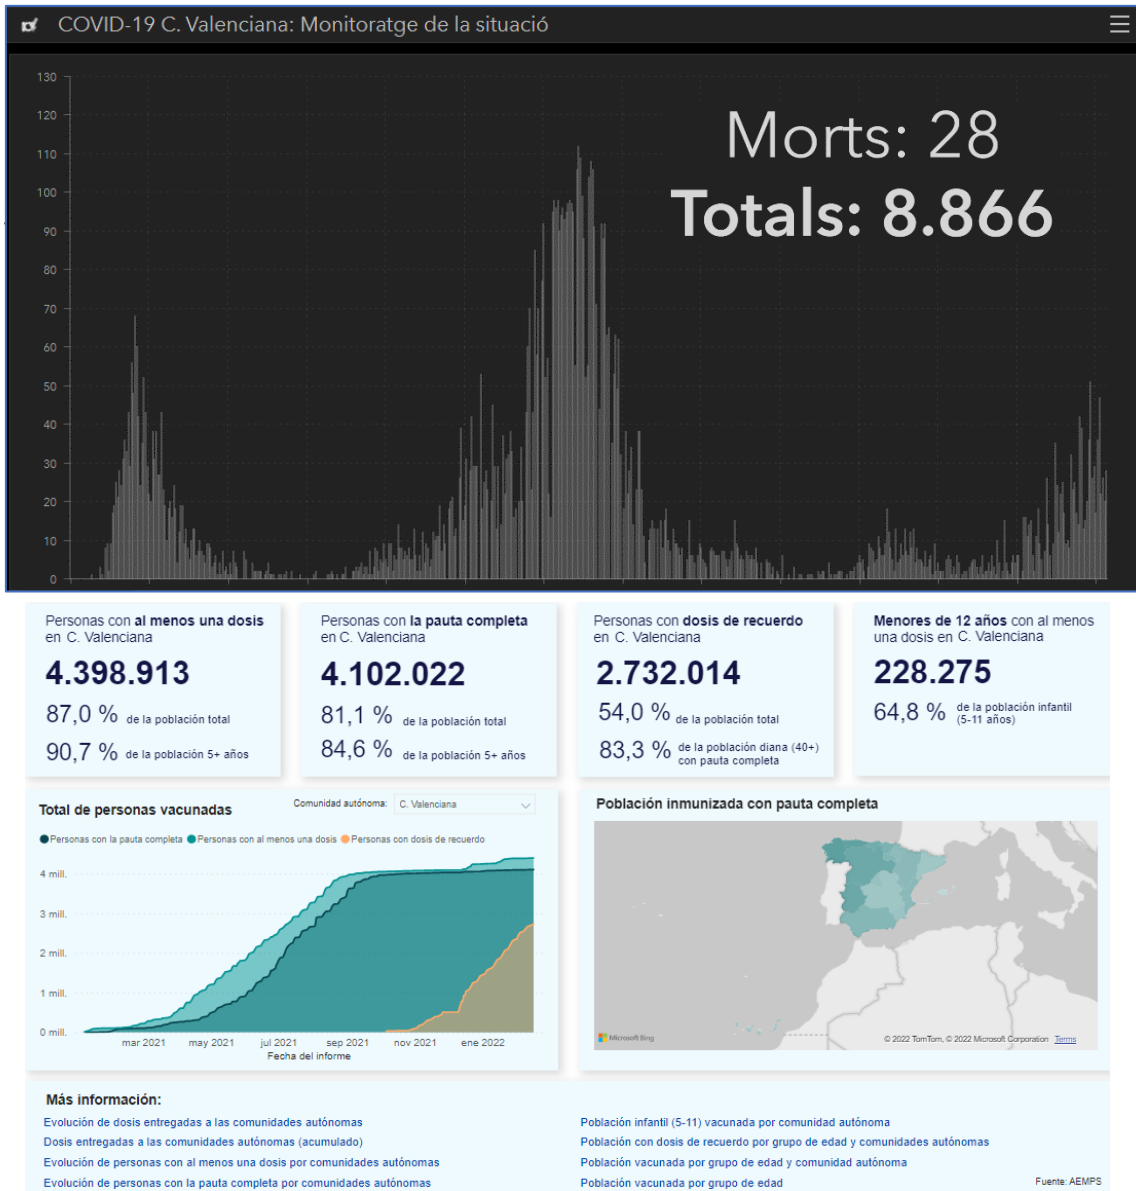 COVID-19 C. Valenciana: Monitoratge de la situació
130
120
110
100
90
80
70
60
50
40
30
20
10
0
Morts: 28
Totals: 8.866
Personas con al menos una dosis
en C. Valenciana
4.398.913
87,0 % de la población total
90,7 % de la población 5+ años
Personas con la pauta completa
en C. Valenciana
4.102.022
81,1 % de la población total
84,6 % de la población 5+ años
Personas con dosis de recuerdo
en C. Valenciana
2.732.014
54,0 % de la población total
83,3 % de la población diana (40+)
con pauta completa
Menores de 12 años con al menos
una dosis en C. Valenciana
228.275
64,8 % de la población infantil
(5-11 años)
Total de personas vacunadas
Comunidad autónoma: C. Valenciana
Personas con la pauta completa Personas con al menos una dosis Personas con dosis de recuerdo
4 mill.
3 mill.
2 mill.
1 mill.
0 mill.
mar 2021 may 2021 jul 2021 sep 2021 nov 2021 ene 2022
Fecha del informe
Población inmunizada con pauta completa
Microsoft Bing
© 2022 TomTom, © 2022 Microsoft Corporation Terms
Más información:
Evolución de dosis entregadas a las comunidades autónomas
Dosis entregadas a las comunidades autónomas (acumulado)
Evolución de personas con al menos una dosis por comunidades autónomas
Evolución de personas con la pauta completa por comunidades autónomas
Población infantil (5-11) vacunada por comunidad autónoma
Población con dosis de recuerdo por grupo de edad y comunidades autónomas
Población vacunada por grupo de edad y comunidad autónoma
Población vacunada por grupo de edad
Fuente: AEMPS